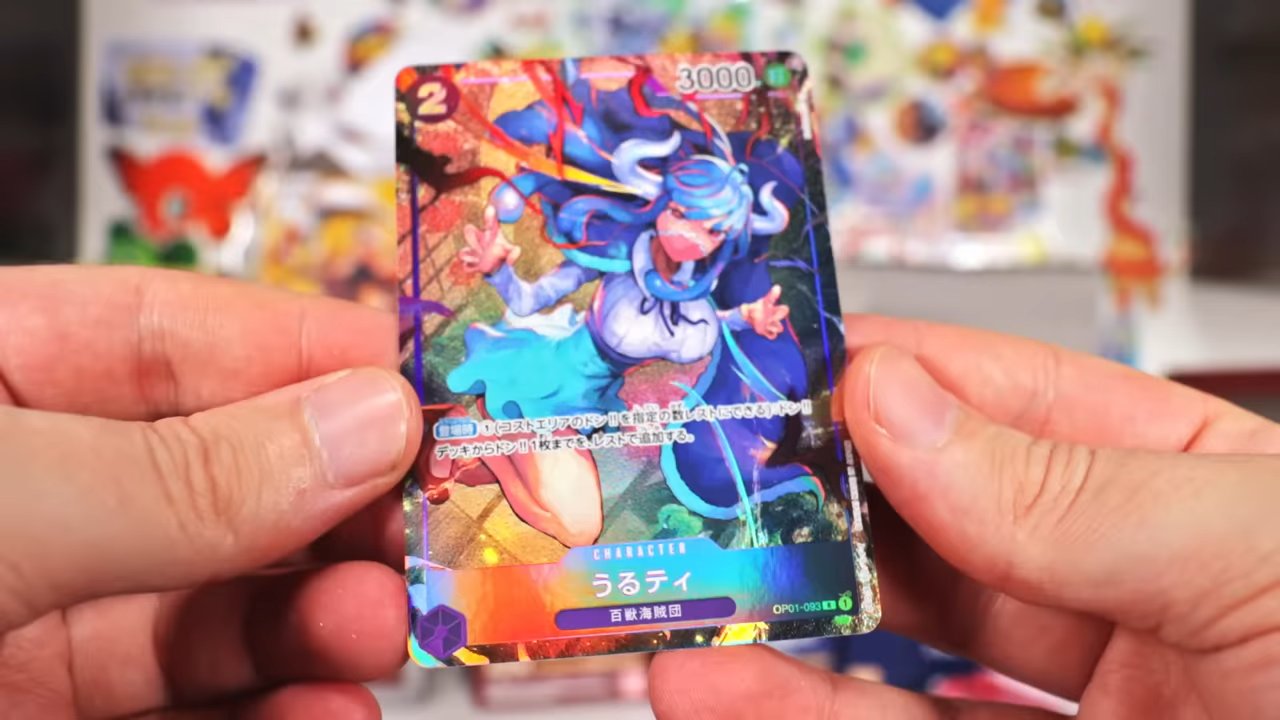 2
3000
登場時 ① (コストエリアのドン!!を指定の数レストにできる):ドン!!
デッキからドン!!1枚までを、レストで追加する。
CHARACTER
うるティ
百獣海賊団
OP01-093 R 1